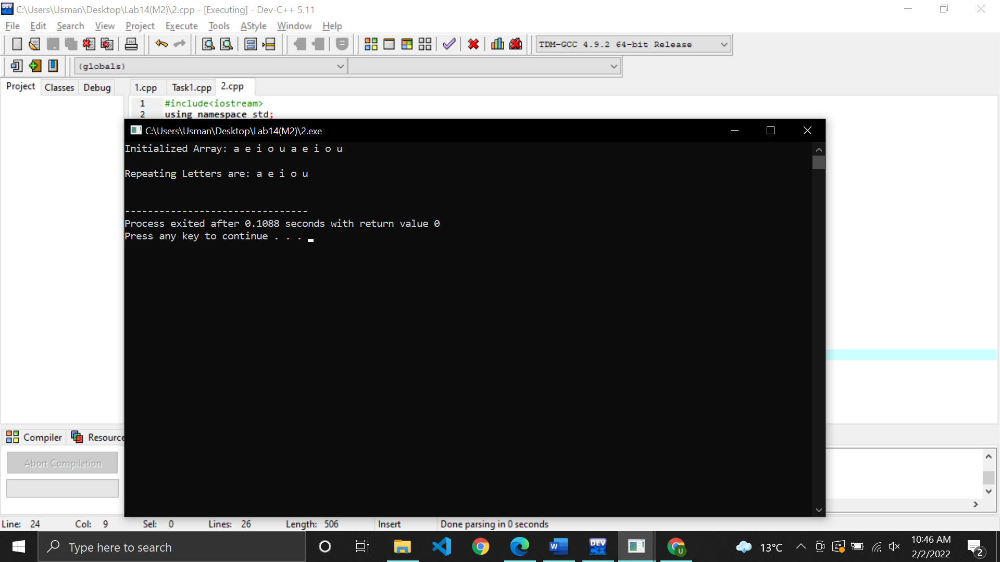 C:\Users\Usman\Desktop\Lab14(M2)\2.cpp - [Executing] - Dev-C++ 5.11
File Edit Search View Project Execute Tools AStyle Window Help
TDM-GCC 4.9.2 64-bit Release
(globals)
Project Classes Debug 1.cpp Task1.cpp 2.cpp
1 #include<iostream>
2 using namespace std;
C:\Users\Usman\Desktop\Lab14(M2)\2.exe
Initialized Array: a e i o u a e i o u
Repeating Letters are: a e i o u
--------------------------------
Process exited after 0.1088 seconds with return value 0
Press any key to continue . . .
Compiler Resource
Abort Compilation
Line: 24 Col: 9 Sel: 0 Lines: 26 Length: 506 Insert Done parsing in 0 seconds
Type here to search
DEV C++
W
U
13°C
10:46 AM
2/2/2022
2